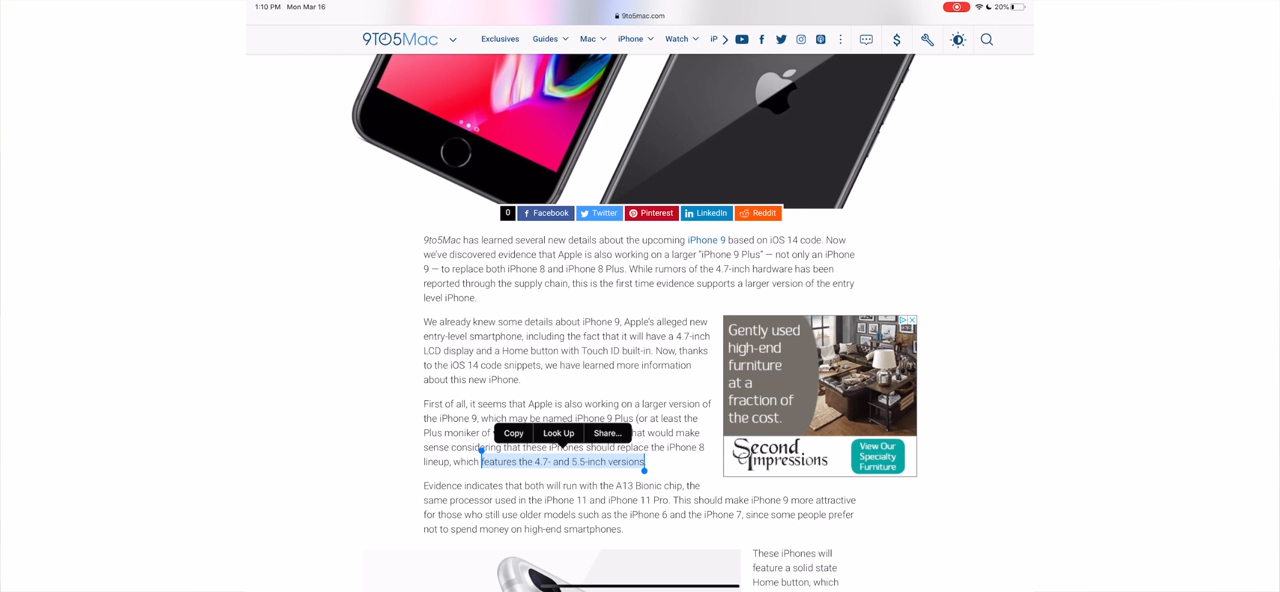 1:10 PM Mon Mar 16
20%
9to5mac.com
9TO5Mac Exclusives Guides Mac iPhone Watch iP
0 Facebook Twitter Pinterest LinkedIn Reddit
9to5Mac has learned several new details about the upcoming iPhone 9 based on iOS 14 code. Now
we've discovered evidence that Apple is also working on a larger "iPhone 9 Plus" — not only an iPhone
9 — to replace both iPhone 8 and iPhone 8 Plus. While rumors of the 4.7-inch hardware has been
reported through the supply chain, this is the first time evidence supports a larger version of the entry
level iPhone.
We already knew some details about iPhone 9, Apple's alleged new
entry-level smartphone, including the fact that it will have a 4.7-inch
LCD display and a Home button with Touch ID built-in. Now, thanks
to the iOS 14 code snippets, we have learned more information
about this new iPhone.
First of all, it seems that Apple is also working on a larger version of
the iPhone 9, which may be named iPhone 9 Plus (or at least the
Plus moniker of
Copy Look Up Share...
hat would make
sense considering that these iPhones should replace the iPhone 8
lineup, which features the 4.7- and 5.5-inch versions
Gently used
high-end
furniture
at a
fraction of
the cost.
Second
Impressions
View Our
Specialty
Furniture
Evidence indicates that both will run with the A13 Bionic chip, the
same processor used in the iPhone 11 and iPhone 11 Pro. This should make iPhone 9 more attractive
for those who still use older models such as the iPhone 6 and the iPhone 7, since some people prefer
not to spend money on high-end smartphones.
These iPhones will
feature a solid state
Home button, which